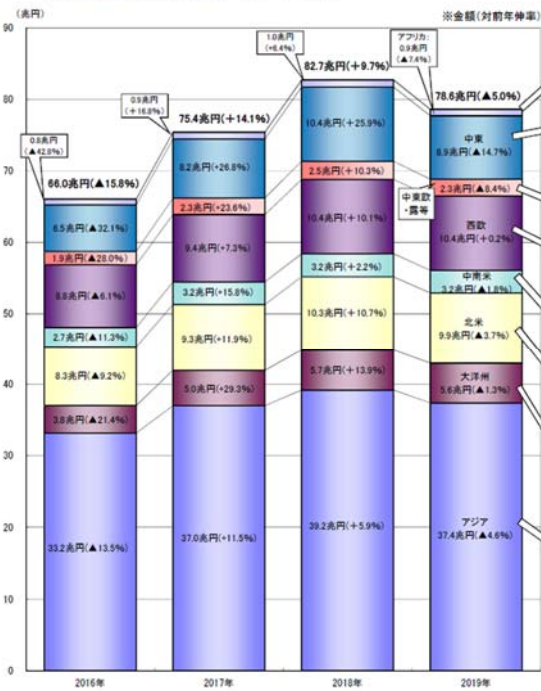 (兆円)
※金額(対前年伸率)
90
80
70
60
50
40
30
20
10
0
0.8兆円
(▲42.8%)
66.0兆円(▲15.8%)
6.5兆円(▲32.1%)
1.9兆円(▲28.0%)
8.8兆円(▲6.1%)
2.7兆円(▲11.3%)
8.3兆円(▲9.2%)
3.8兆円(▲21.4%)
33.2兆円(▲13.5%)
2016年
0.9兆円
(+16.8%)
75.4兆円(+14.1%)
8.2兆円(+26.8%)
2.3兆円(+23.6%)
9.4兆円(+7.3%)
3.2兆円(+15.8%)
9.3兆円(+11.9%)
5.0兆円(+29.3%)
37.0兆円(+11.5%)
2017年
1.0兆円
(+6.4%)
82.7兆円(+9.7%)
10.4兆円(+25.9%)
2.5兆円(+10.3%)
10.4兆円(+10.1%)
3.2兆円(+2.2%)
10.3兆円(+10.7%)
5.7兆円(+13.9%)
39.2兆円(+5.9%)
2018年
アフリカ:
0.9兆円
(▲7.4%)
78.6兆円(▲5.0%)
中東
8.9兆円(▲14.7%)
中東欧
・露等
2.3兆円(▲8.4%)
西欧
10.4兆円(+0.2%)
中南米
3.2兆円(▲1.8%)
北米
9.9兆円(▲3.7%)
大洋州
5.6兆円(▲1.3%)
アジア
37.4兆円(▲4.6%)
2019年